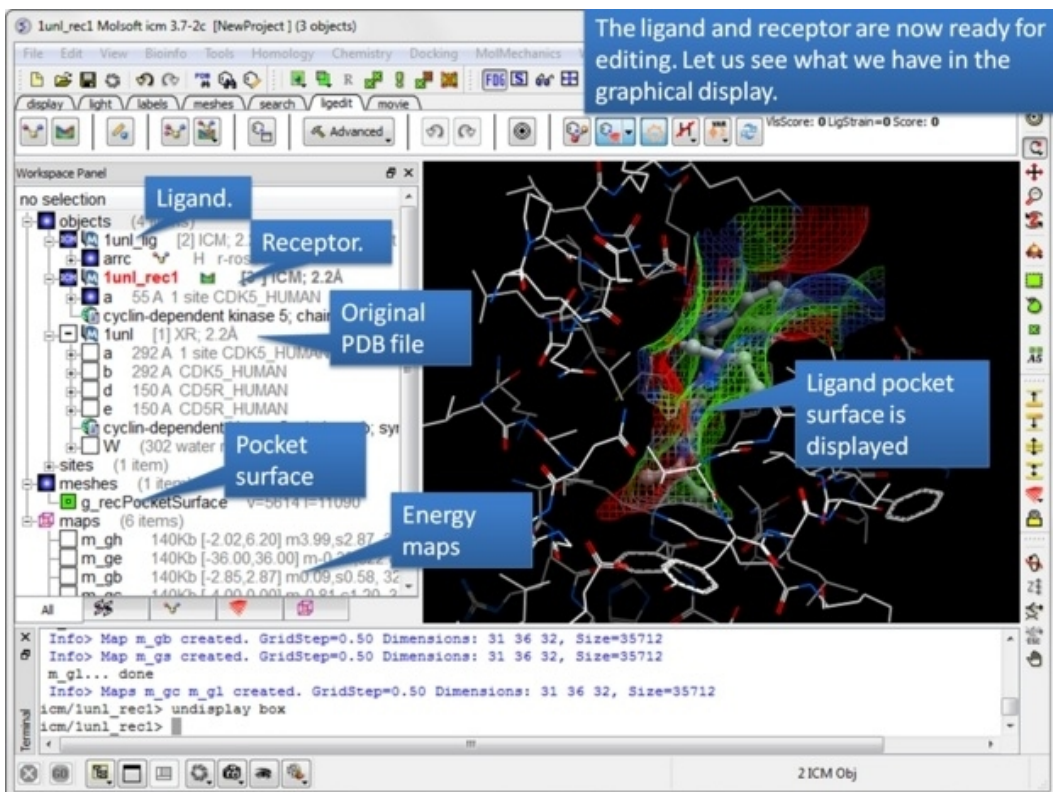 1unl_rec1 Molsoft icm 3.7-2c [NewProject] (3 objects)
The ligand and receptor are now ready for
editing. Let us see what we have in the
graphical display.
File Edit View Bioinfo Tools Homology Chemistry Docking MolMechanics
display light labels meshes search ligedit movie
Advanced
VlsScore: 0 LigStrain=0 Score: 0
Workspace Panel
no selection
objects
Ligand.
1unl_lig [2] ICM; 2.
Receptor.
arrc H
1unl_rec1 ICM; 2.2Å
a 55 A 1 site CDK5_HUMAN
cyclin-dependent kinase 5; chain
Original
PDB file
1unl [1] XR; 2.2Å
a 292 A 1 site CDK5_HUMAN
b 292 A CDK5_HUMAN
d 150 A CD5R_HUMAN
e 150 A CD5R_HUMAN
cyclin-dependent
W (302 water
sites (1 item)
Pocket
surface
Ligand pocket
surface is
displayed
meshes
g_recPocketSurface v=5614 f=11090
maps (6 items)
Energy
maps
m_gh 140Kb [-2.02,6.20] m3.99,s2.87,
m_ge 140Kb [-36.00,36.00]
m_gb 140Kb [-2.85,2.87] m0.09,s0.58, 32
All
Info> Map m_gb created. GridStep=0.50 Dimensions: 31 36 32, Size=35712
Info> Map m_gs created. GridStep=0.50 Dimensions: 31 36 32, Size=35712
m_gl... done
Info> Maps m_gc m_gl created. GridStep=0.50 Dimensions: 31 36 32, Size=35712
icm/1unl_rec1> undisplay box
icm/1unl_rec1>
Terminal
2 ICM Obj